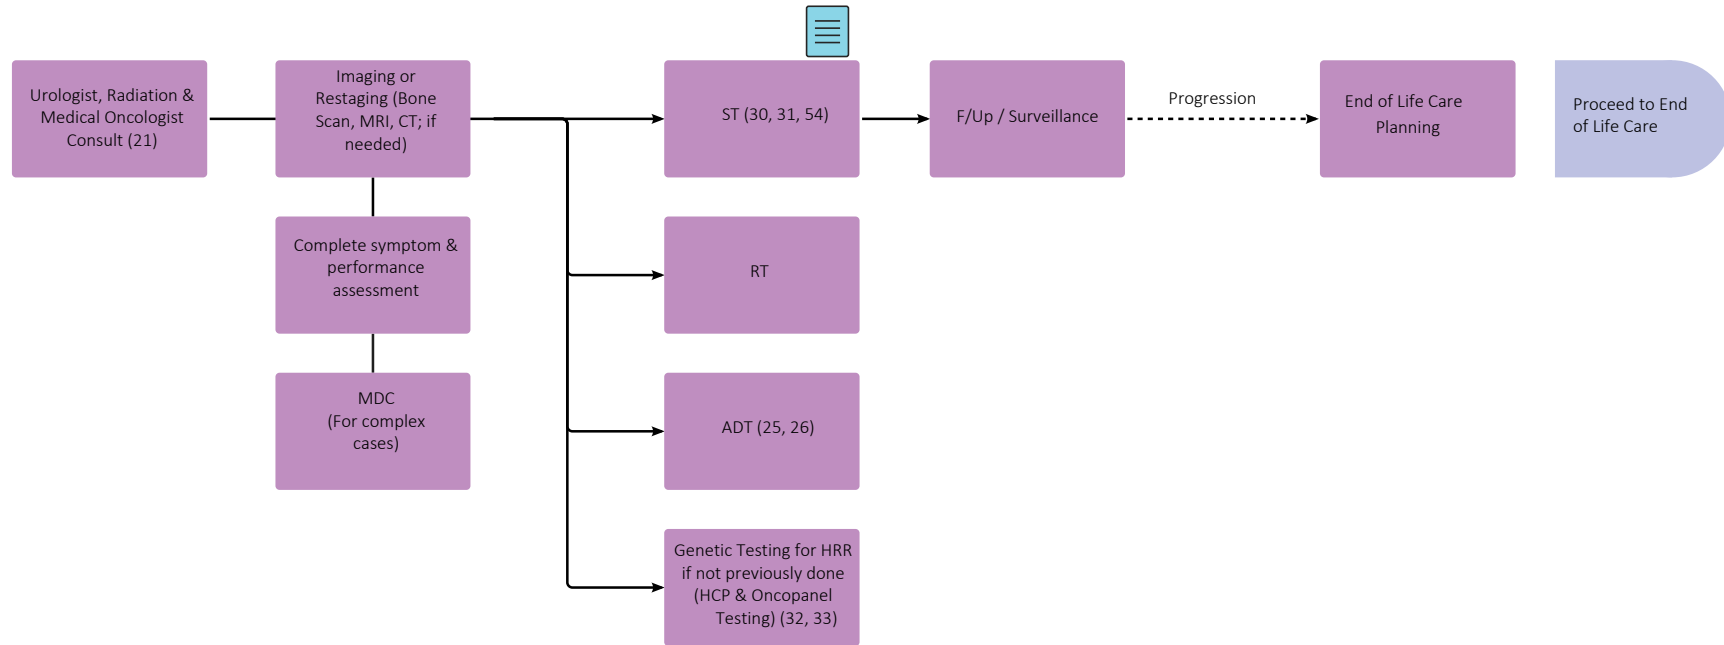 Urologist, Radiation &
Medical Oncologist
Consult (21)
Imaging or
Restaging (Bone
Scan, MRI, CT; if
needed)
Complete symptom &
performance
assessment
MDC
(For complex
cases)
ST (30, 31, 54)
RT
ADT (25, 26)
Genetic Testing for HRR
if not previously done
(HCP & Oncopanel
Testing) (32, 33)
F/Up / Surveillance
Progression
End of Life Care
Planning
Proceed to End
of Life Care